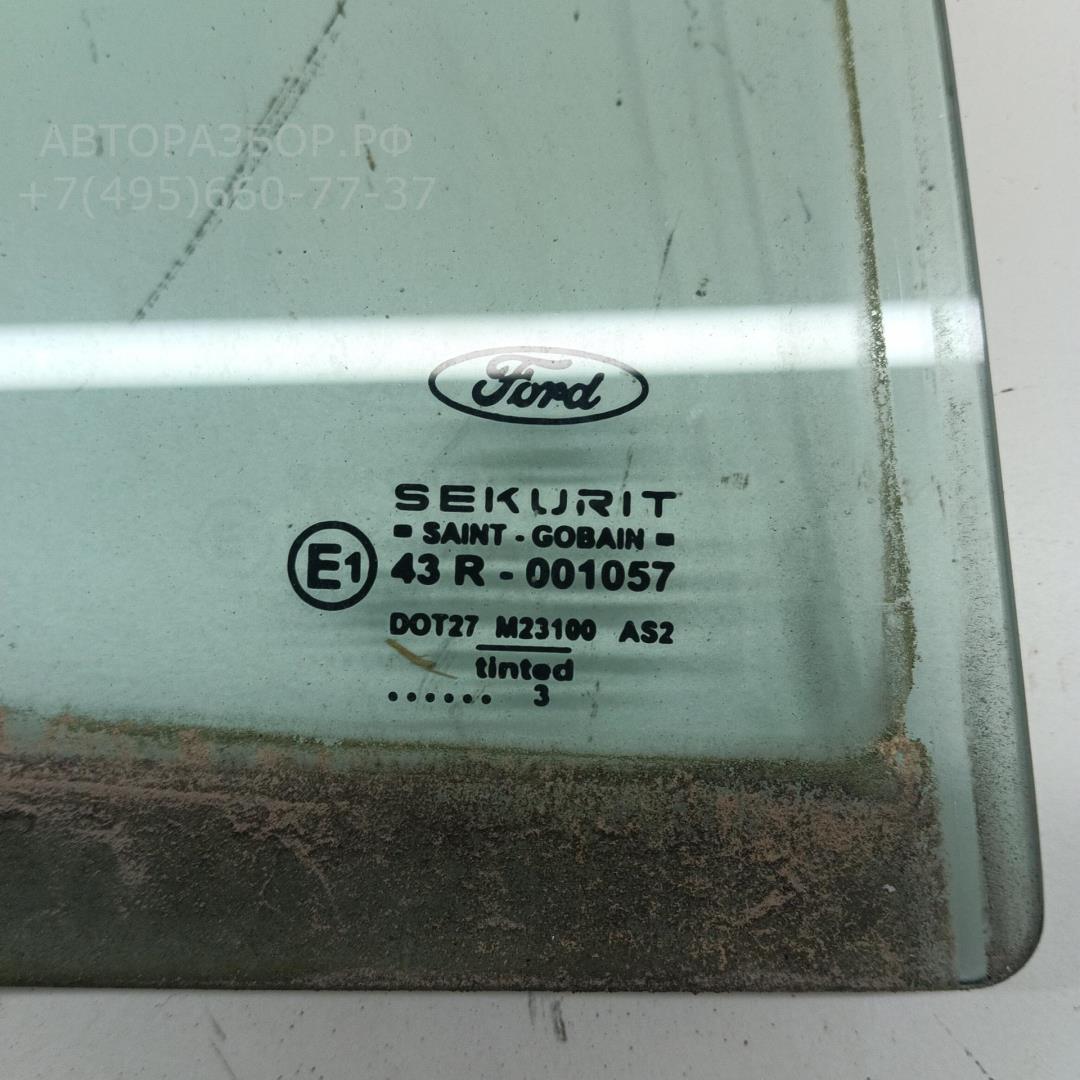 АВТОРАЗБОР.РФ
+7(495)660-77-37
Ford
SEKURIT
SAINT - GOBAIN
E1 43 R - 001057
DOT27 M23100 AS2
tinted
...... 3